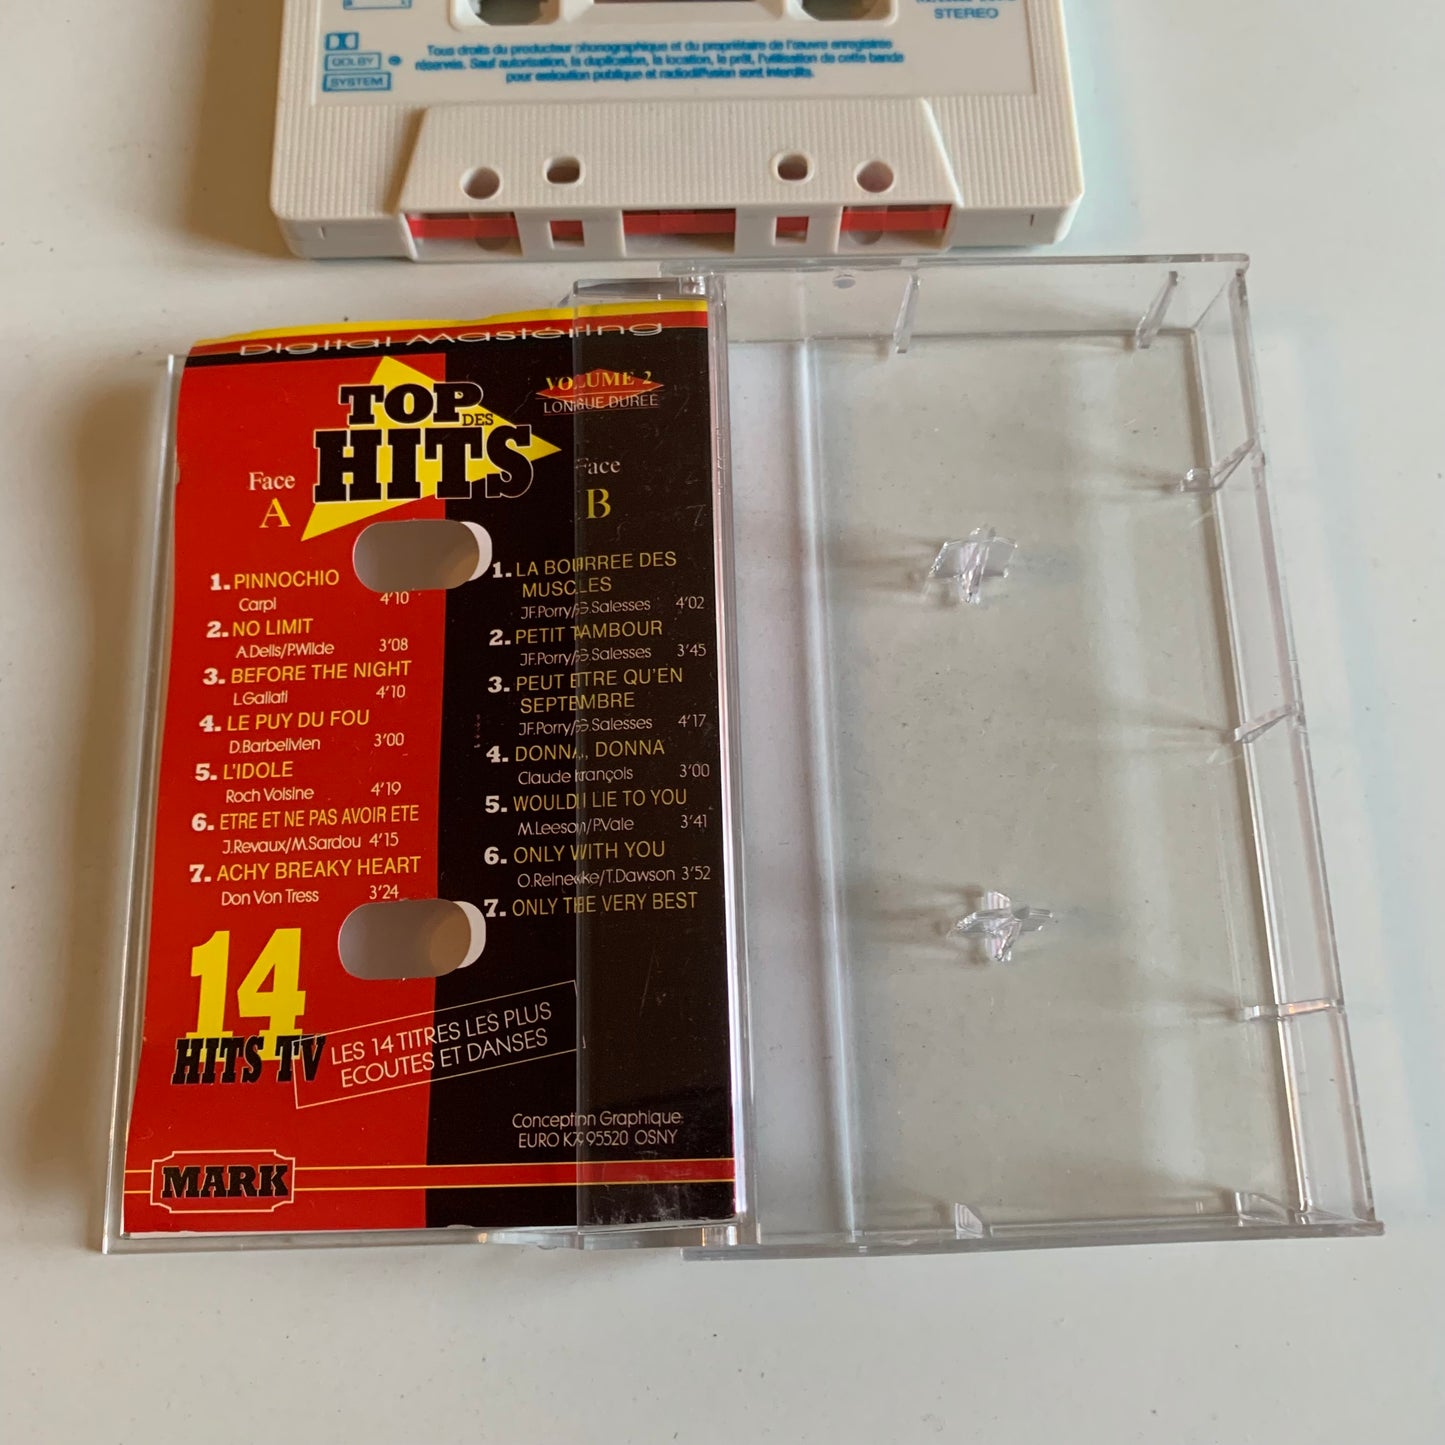 STEREO
DOLBY
SYSTEM
Tous droits du producteur phonographique et du propriétaire de l'œuvre enregistrée
réservés. Sauf autorisation, la duplication, la location, le prêt, l'utilisation de cette bande
pour exécution publique et radiodiffusion sont interdits.
Digital Mastéring
TOP
DES
HITS
VOLUME 2
LONGUE DUREE
Face
A
1. PINNOCHIO
Carpi 4'10
2. NO LIMIT
A.Delis/P.Wilde 3'08
3. BEFORE THE NIGHT
L.Gallati 4'10
4. LE PUY DU FOU
D.Barbelivien 3'00
5. L'IDOLE
Roch Voisine 4'19
6. ETRE ET NE PAS AVOIR ETE
J.Revaux/M.Sardou 4'15
7. ACHY BREAKY HEART
Don Von Tress 3'24
Face
B
1. LA BOURREE DES
MUSCLES
JF.Porry/G.Salesses 4'02
2. PETIT TAMBOUR
JF.Porry/G.Salesses 3'45
3. PEUT ETRE QU'EN
SEPTEMBRE
JF.Porry/G.Salesses 4'17
4. DONNA, DONNA
Claude François 3'00
5. WOULD I LIE TO YOU
M.Leeson/P.Vale 3'41
6. ONLY WITH YOU
O.Reinecke/T.Dawson 3'52
7. ONLY THE VERY BEST
14
HITS TV
LES 14 TITRES LES PLUS
ECOUTES ET DANSES
Conception Graphique
EURO K7 95520 OSNY
MARK